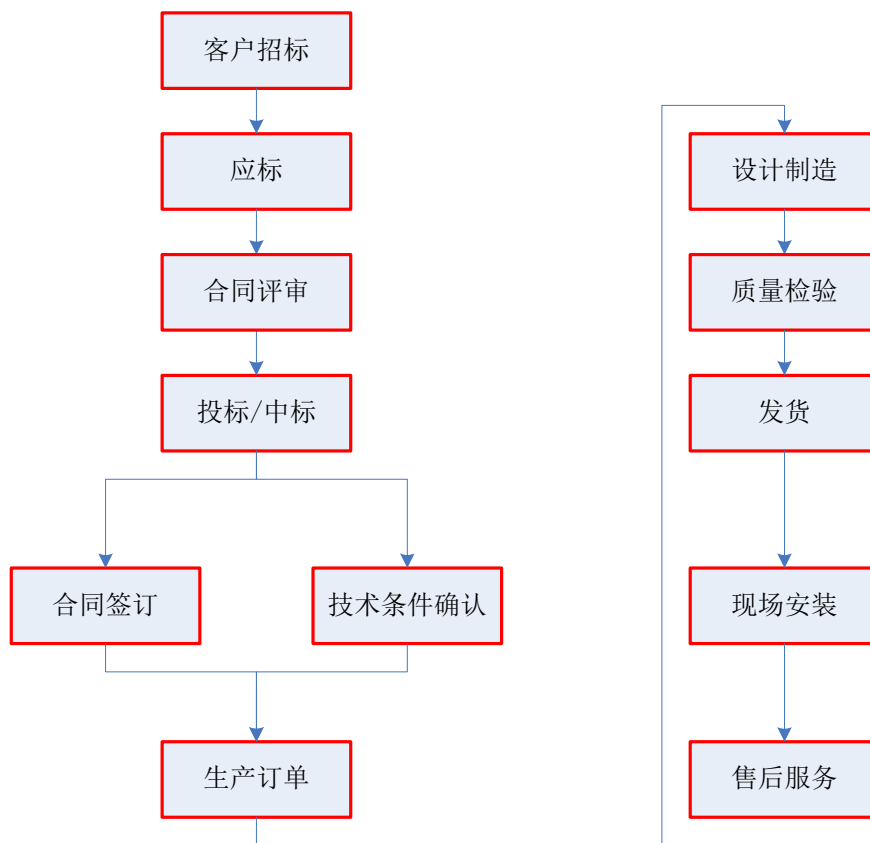 客户招标
应标
合同评审
投标/中标
合同签订
技术条件确认
生产订单
设计制造
质量检验
发货
现场安装
售后服务